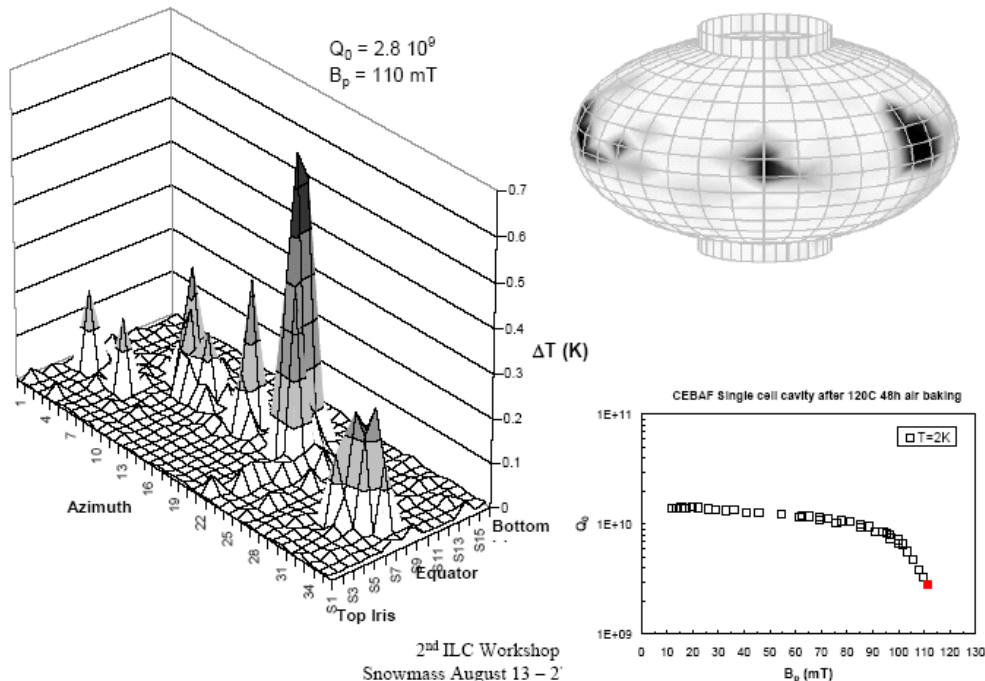 Q0 = 2.8 10^9
Bp = 110 mT
0.7
0.6
0.5
0.4
0.3
0.2
0.1
0
ΔT (K)
1
4
7
10
13
16
19
22
25
28
31
34
Azimuth
S1
S3
S5
S7
S9
S11
S13
S15
Top Iris
Equator
Bottom
CEBAF Single cell cavity after 120C 48h air baking
1E+11
1E+10
1E+09
T=2K
Q0
0 10 20 30 40 50 60 70 80 90 100 110 120 130
Bp (mT)
2nd ILC Workshop
Snowmass August 13 – 2